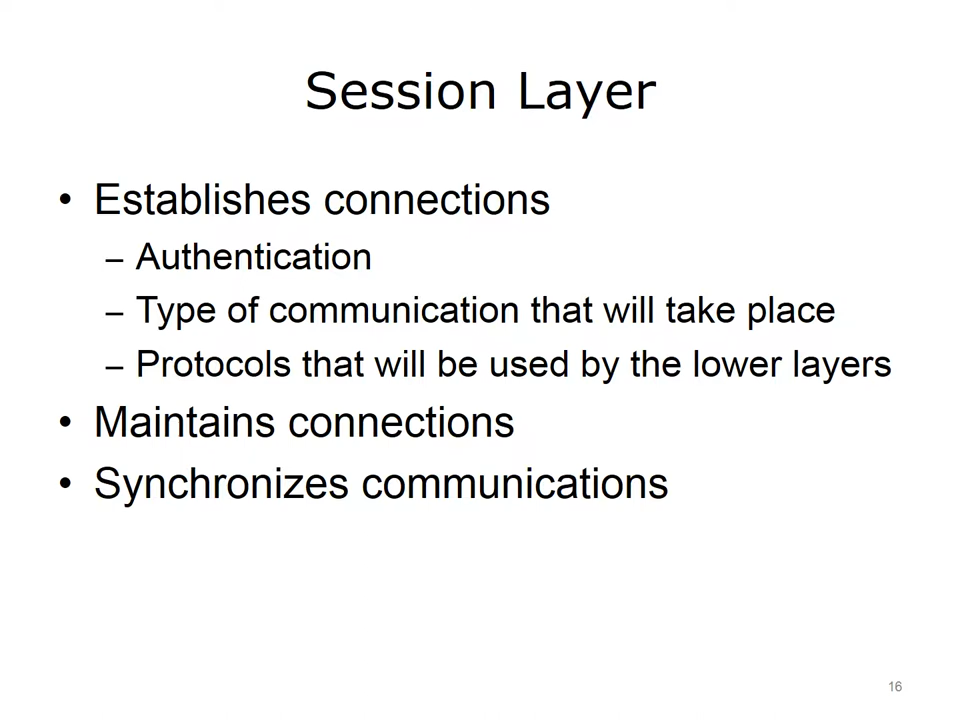 Session Layer
• Establishes connections
– Authentication
– Type of communication that will take place
– Protocols that will be used by the lower layers
• Maintains connections
• Synchronizes communications
16